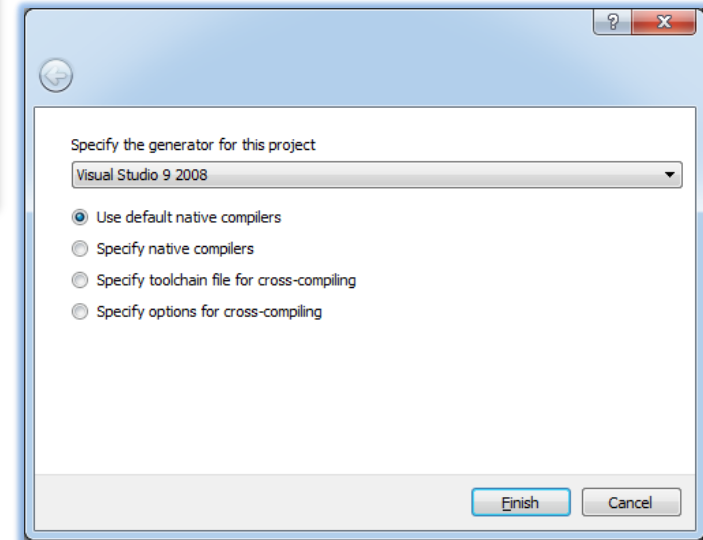 Specify the generator for this project
Visual Studio 9 2008
Use default native compilers
Specify native compilers
Specify toolchain file for cross-compiling
Specify options for cross-compiling
Finish Cancel